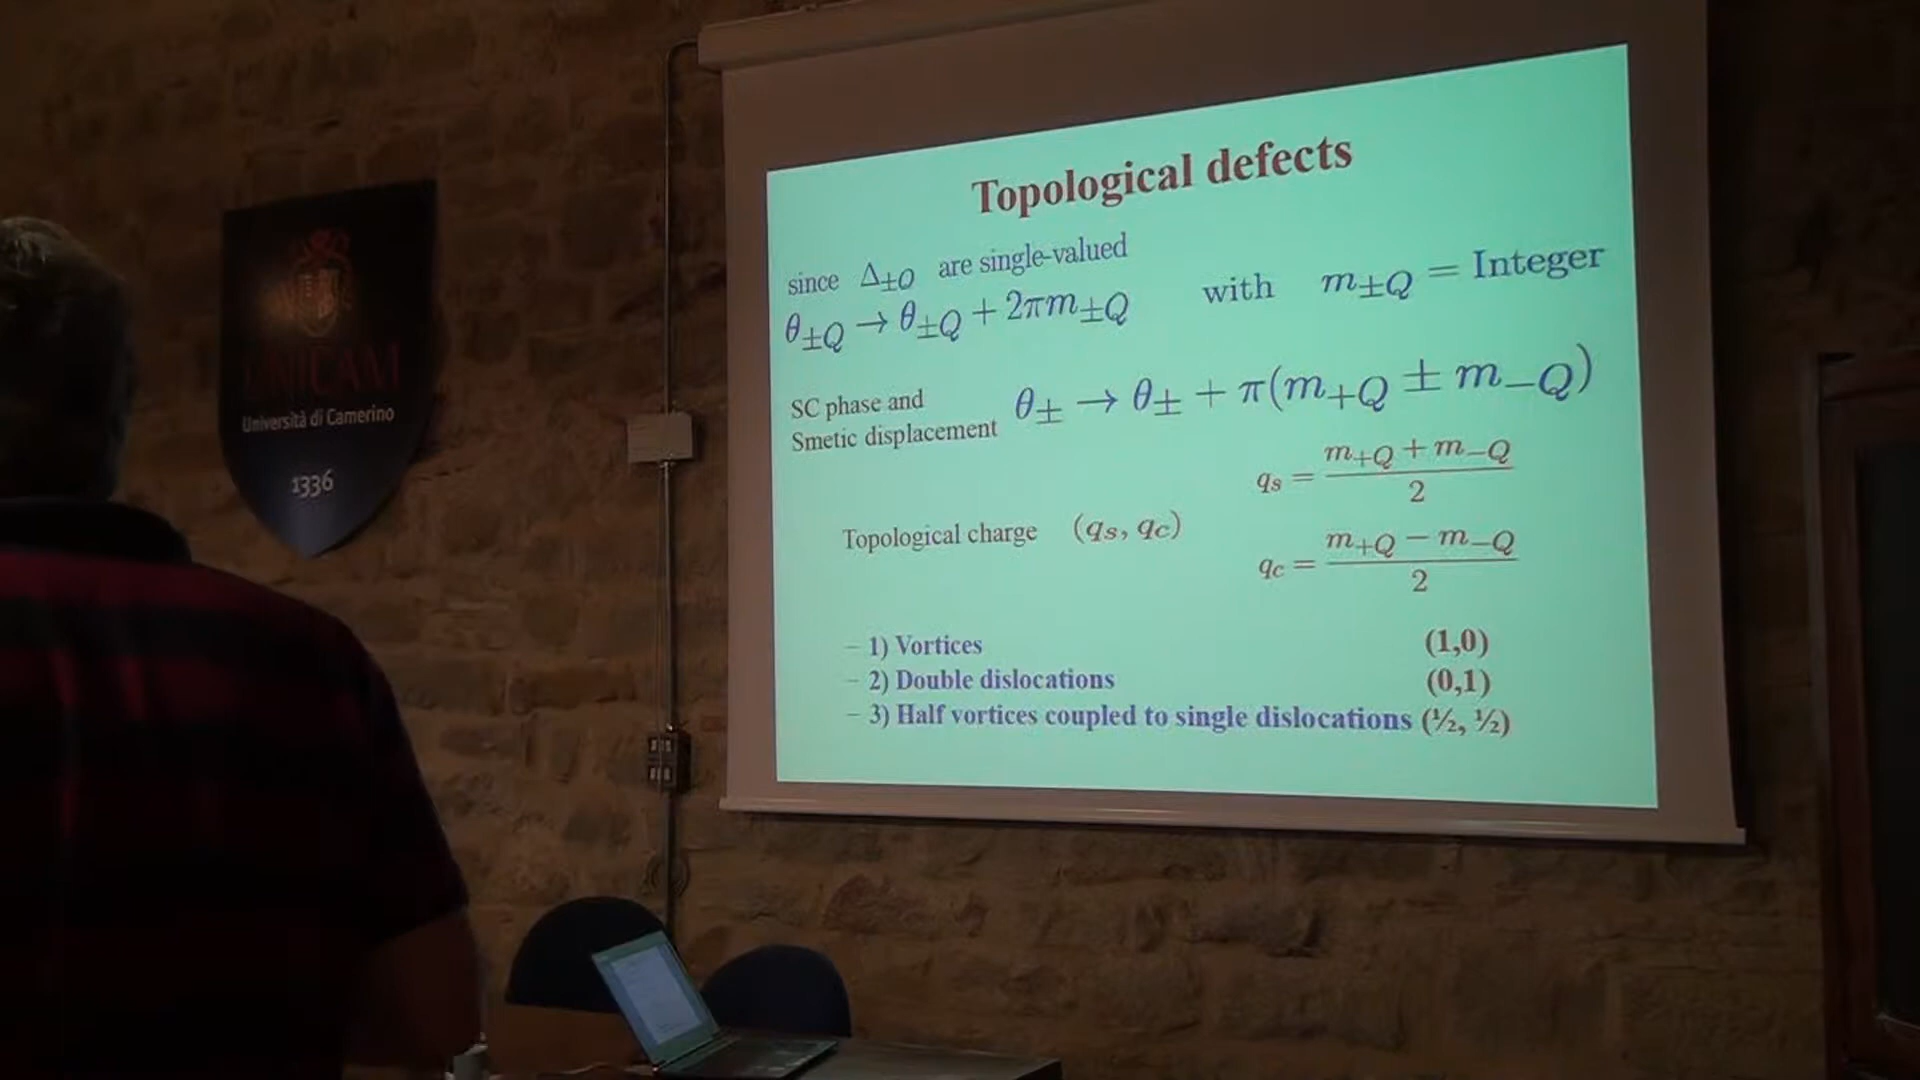 UNICAM
Università di Camerino
1336
Topological defects
since Δ±Q are single-valued
θ±Q → θ±Q + 2πm±Q with m±Q = Integer
SC phase and
Smetic displacement
θ± → θ± + π(m+Q ± m−Q)
qs = m+Q + m−Q / 2
Topological charge (qs, qc)
qc = m+Q − m−Q / 2
– 1) Vortices (1,0)
– 2) Double dislocations (0,1)
– 3) Half vortices coupled to single dislocations (½, ½)